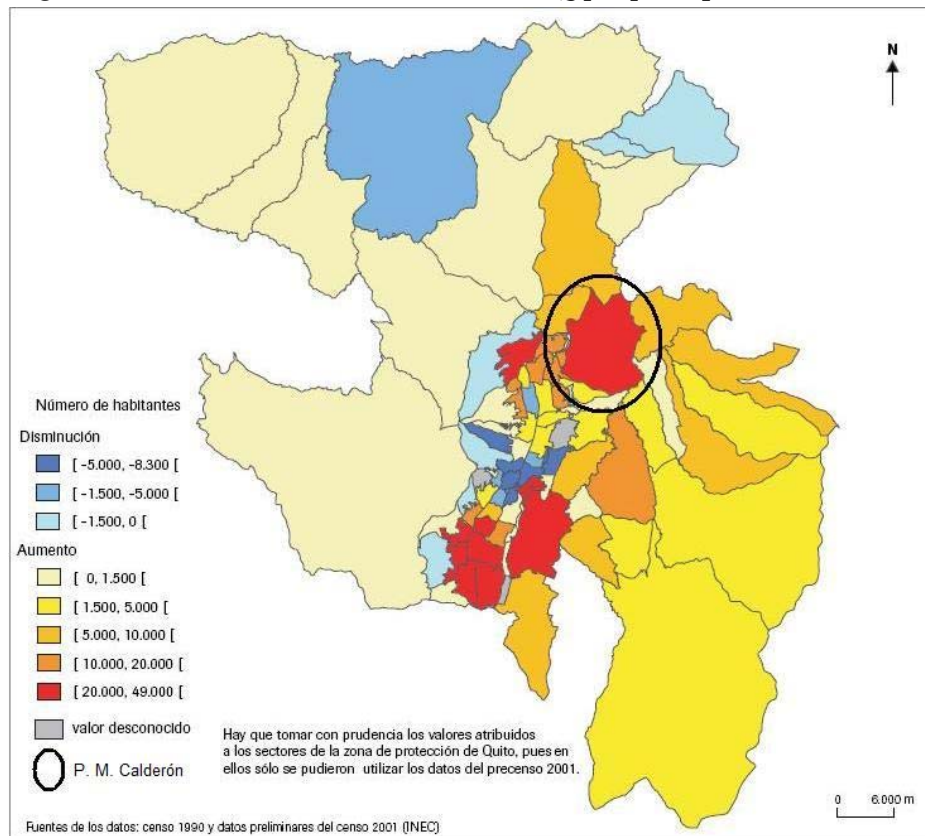 N
Número de habitantes
Disminución
[ -5.000, -8.300 [
[ -1.500, -5.000 [
[ -1.500, 0 [
Aumento
[ 0, 1.500 [
[ 1.500, 5.000 [
[ 5.000, 10.000 [
[ 10.000, 20.000 [
[ 20.000, 49.000 [
valor desconocido
P. M. Calderón
Hay que tomar con prudencia los valores atribuidos
a los sectores de la zona de protección de Quito, pues en
ellos sólo se pudieron utilizar los datos del precenso 2001.
0 6.000 m
Fuentes de los datos: censo 1990 y datos preliminares del censo 2001 (INEC)